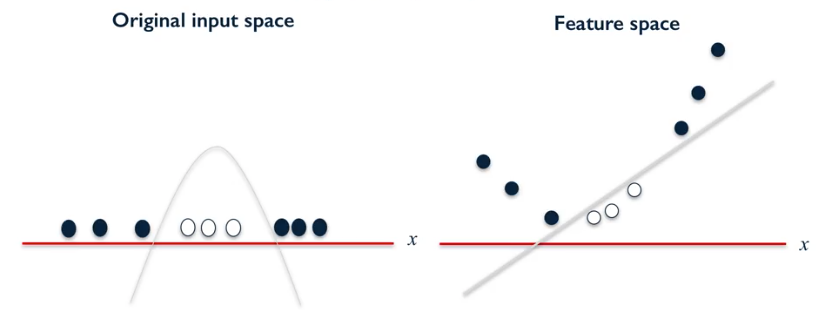 Original input space
Feature space
x
x